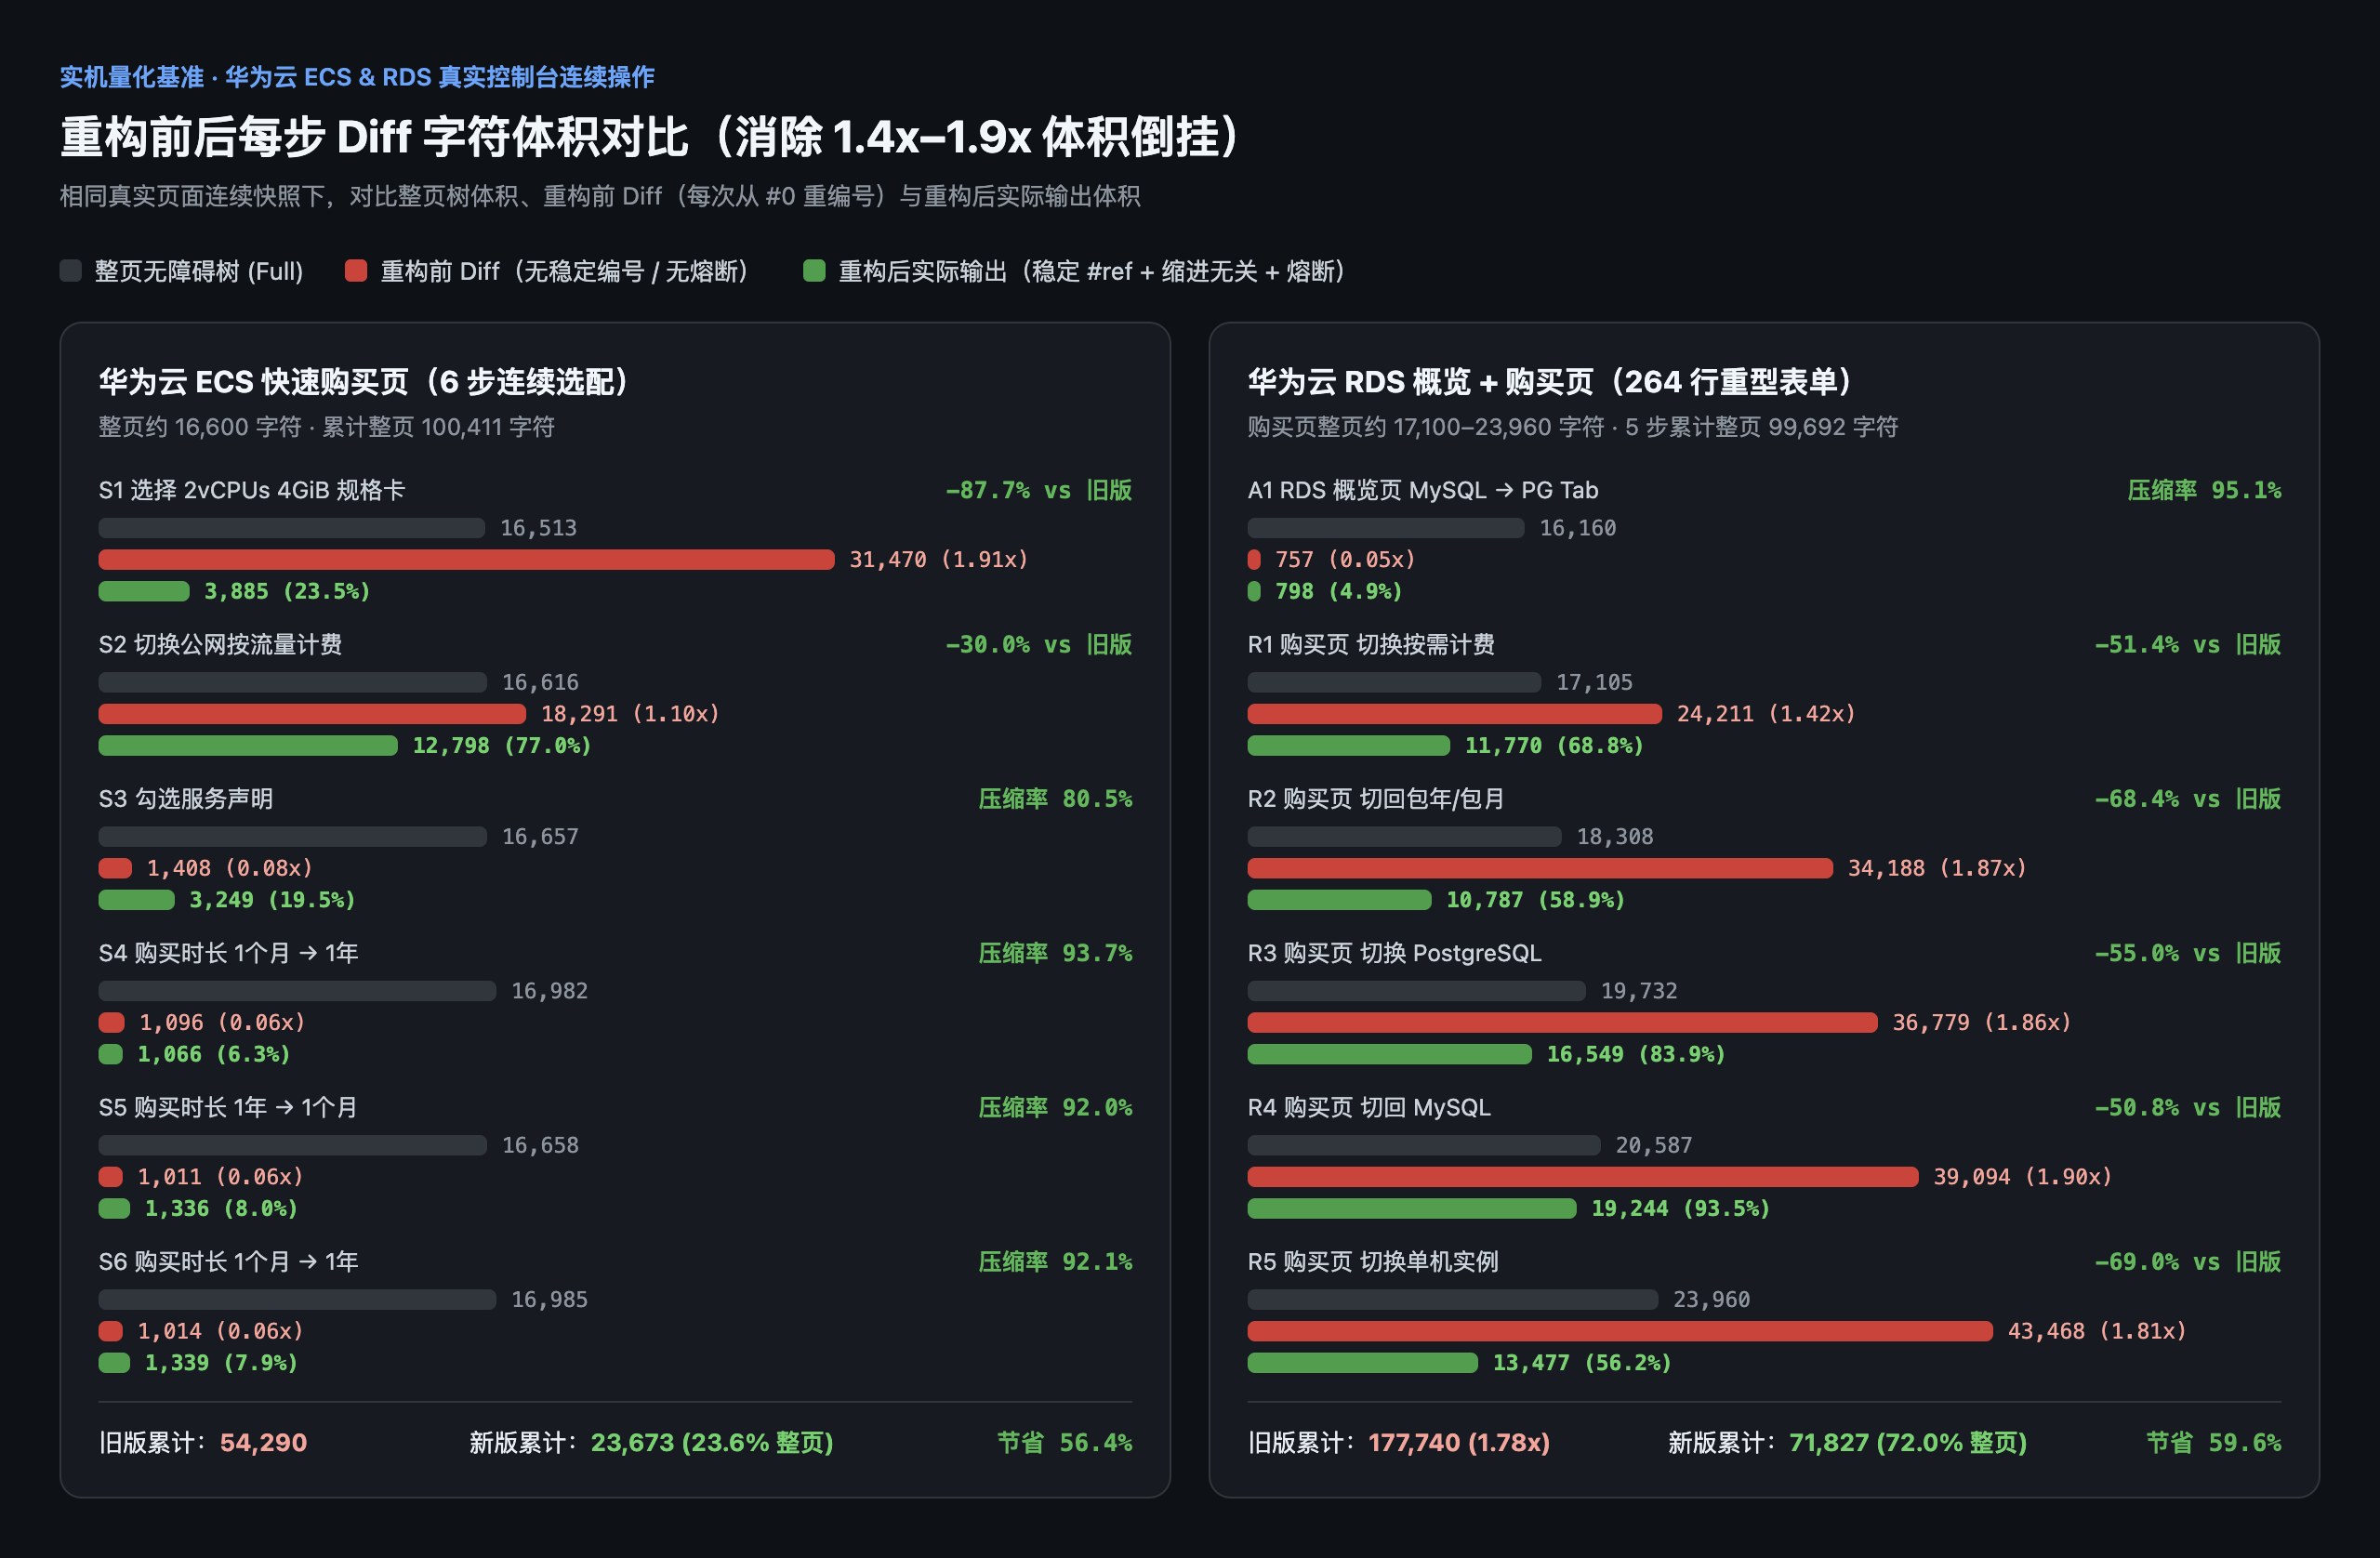 实机量化基准 · 华为云 ECS & RDS 真实控制台连续操作
重构前后每步 Diff 字符体积对比（消除 1.4x–1.9x 体积倒挂）
相同真实页面连续快照下，对比整页树体积、重构前 Diff（每次从 #0 重编号）与重构后实际输出体积
整页无障碍树 (Full)
重构前 Diff（无稳定编号 / 无熔断）
重构后实际输出（稳定 #ref + 缩进无关 + 熔断）
华为云 ECS 快速购买页（6 步连续选配）
整页约 16,600 字符 · 累计整页 100,411 字符
S1 选择 2vCPUs 4GiB 规格卡
−87.7% vs 旧版
16,513
31,470 (1.91x)
3,885 (23.5%)
S2 切换公网按流量计费
−30.0% vs 旧版
16,616
18,291 (1.10x)
12,798 (77.0%)
S3 勾选服务声明
压缩率 80.5%
16,657
1,408 (0.08x)
3,249 (19.5%)
S4 购买时长 1个月 → 1年
压缩率 93.7%
16,982
1,096 (0.06x)
1,066 (6.3%)
S5 购买时长 1年 → 1个月
压缩率 92.0%
16,658
1,011 (0.06x)
1,336 (8.0%)
S6 购买时长 1个月 → 1年
压缩率 92.1%
16,985
1,014 (0.06x)
1,339 (7.9%)
旧版累计：54,290
新版累计：23,673 (23.6% 整页)
节省 56.4%
华为云 RDS 概览 + 购买页（264 行重型表单）
购买页整页约 17,100–23,960 字符 · 5 步累计整页 99,692 字符
A1 RDS 概览页 MySQL → PG Tab
压缩率 95.1%
16,160
757 (0.05x)
798 (4.9%)
R1 购买页 切换按需计费
−51.4% vs 旧版
17,105
24,211 (1.42x)
11,770 (68.8%)
R2 购买页 切回包年/包月
−68.4% vs 旧版
18,308
34,188 (1.87x)
10,787 (58.9%)
R3 购买页 切换 PostgreSQL
−55.0% vs 旧版
19,732
36,779 (1.86x)
16,549 (83.9%)
R4 购买页 切回 MySQL
−50.8% vs 旧版
20,587
39,094 (1.90x)
19,244 (93.5%)
R5 购买页 切换单机实例
−69.0% vs 旧版
23,960
43,468 (1.81x)
13,477 (56.2%)
旧版累计：177,740 (1.78x)
新版累计：71,827 (72.0% 整页)
节省 59.6%